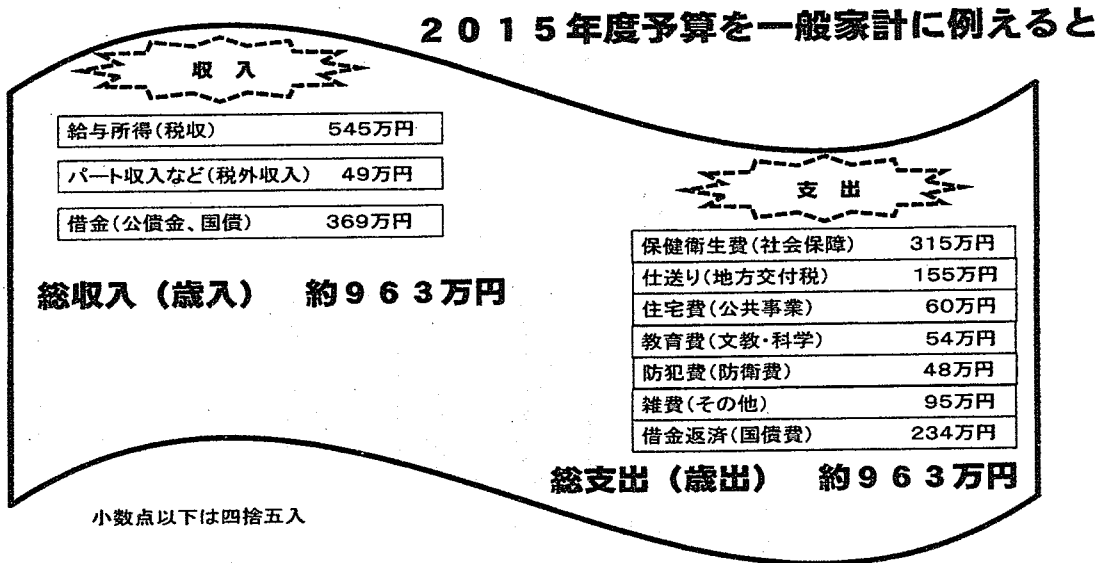 2015年度予算を一般家計に例えると
収 入
給与所得(税収) 545万円
パート収入など(税外収入) 49万円
借金(公債金、国債) 369万円
総収入(歳入) 約963万円
支 出
保健衛生費(社会保障) 315万円
仕送り(地方交付税) 155万円
住宅費(公共事業) 60万円
教育費(文教・科学) 54万円
防犯費(防衛費) 48万円
雑費(その他) 95万円
借金返済(国債費) 234万円
総支出(歳出) 約963万円
小数点以下は四捨五入